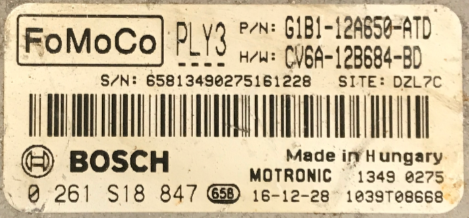 FoMoCo PLY3 P/N: G1B1-12A650-ATD
H/W: CV6A-12B684-BD
S/N: 65813490275161228 SITE: DZL7C
BOSCH Made in Hungary
MOTRONIC 1349 0275
0 261 S18 847 658 16-12-28 1039T08668